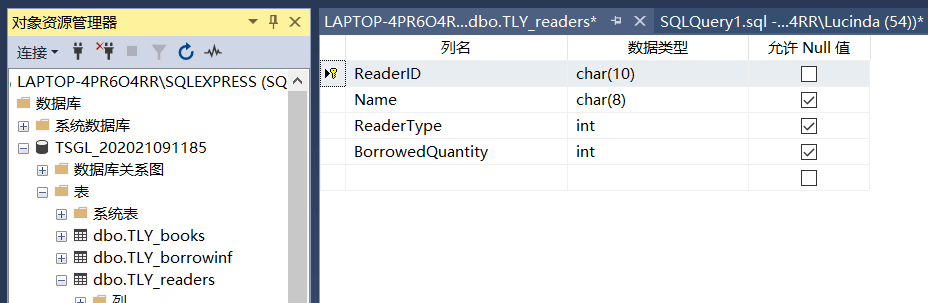 对象资源管理器
连接
LAPTOP-4PR6O4RR\SQLEXPRESS (SQ
数据库
系统数据库
TSGL_202021091185
数据库关系图
表
系统表
dbo.TLY_books
dbo.TLY_borrowinf
dbo.TLY_readers
列
LAPTOP-4PR6O4R...dbo.TLY_readers* SQLQuery1.sql -...4RR\Lucinda (54))*
列名 数据类型 允许 Null 值
ReaderID char(10)
Name char(8)
ReaderType int
BorrowedQuantity int